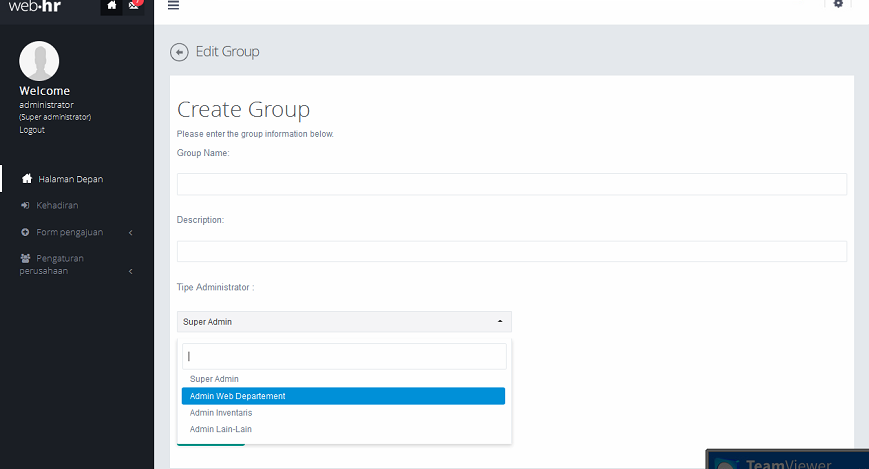 web·hr
Edit Group
Welcome
administrator
(Super administrator)
Logout
Halaman Depan
Kehadiran
Form pengajuan
Pengaturan
perusahaan
Create Group
Please enter the group information below.
Group Name:
Description:
Tipe Administrator :
Super Admin
Super Admin
Admin Web Departement
Admin Inventaris
Admin Lain-Lain
TeamViewer